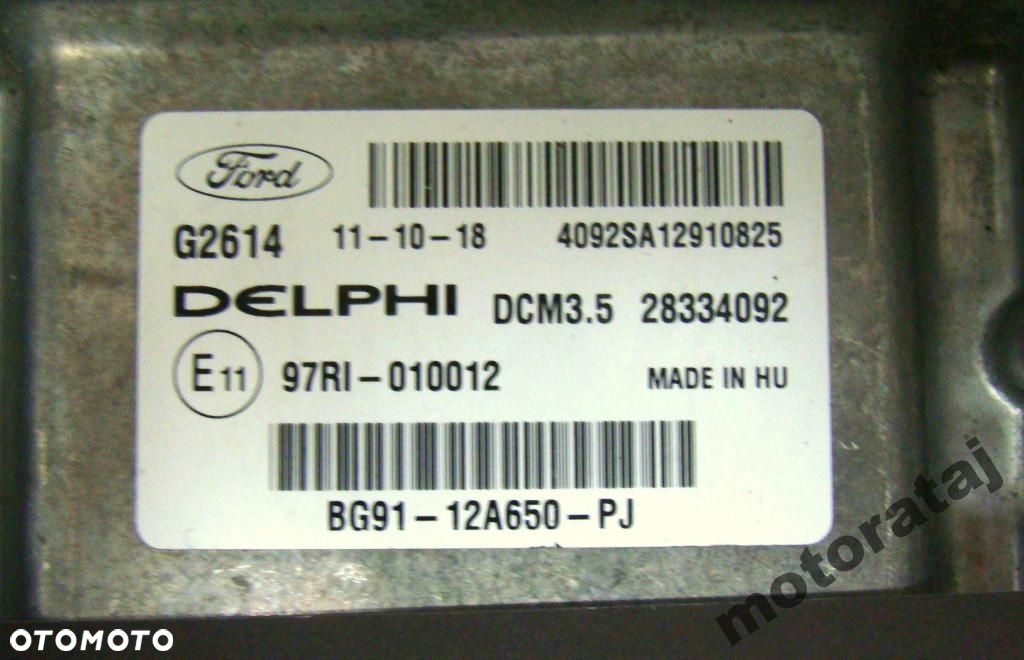 Ford
G2614 11-10-18 4092SA12910825
DELPHI DCM3.5 28334092
E11 97RI-010012 MADE IN HU
BG91-12A650-PJ
motorataj
OTOMOTO